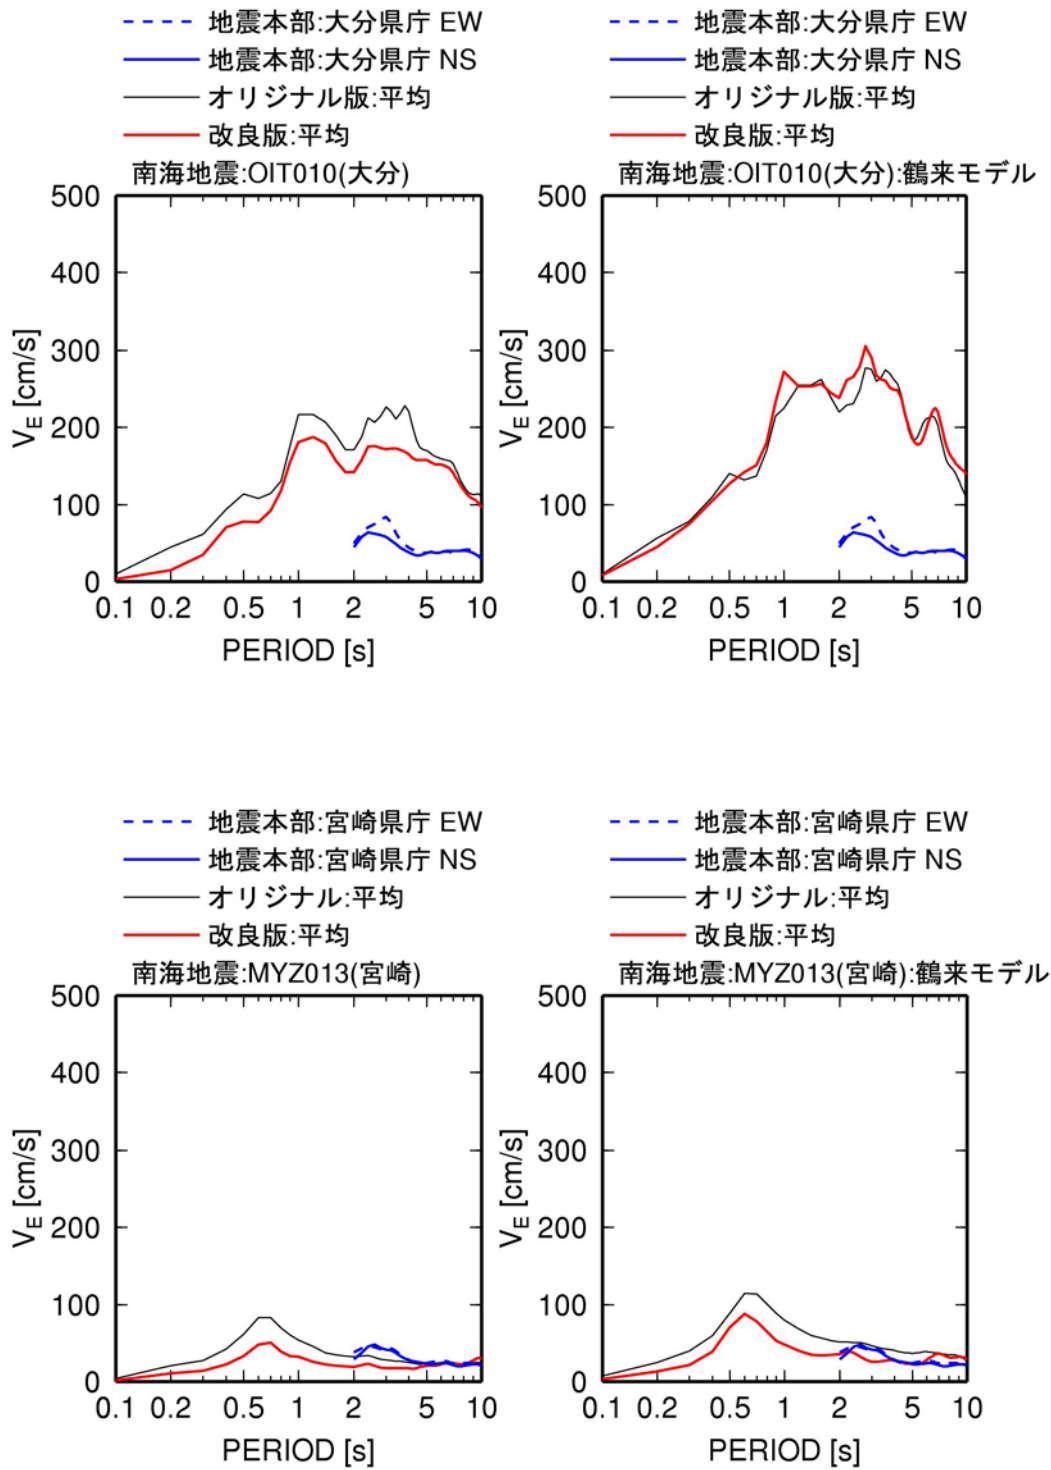 地震本部:大分県庁 EW
地震本部:大分県庁 NS
オリジナル版:平均
改良版:平均
南海地震:OIT010(大分)
500
400
300
200
100
0
V_E [cm/s]
0.1 0.2 0.5 1 2 5 10
PERIOD [s]
地震本部:大分県庁 EW
地震本部:大分県庁 NS
オリジナル版:平均
改良版:平均
南海地震:OIT010(大分):鶴来モデル
500
400
300
200
100
0
V_E [cm/s]
0.1 0.2 0.5 1 2 5 10
PERIOD [s]
地震本部:宮崎県庁 EW
地震本部:宮崎県庁 NS
オリジナル:平均
改良版:平均
南海地震:MYZ013(宮崎)
500
400
300
200
100
0
V_E [cm/s]
0.1 0.2 0.5 1 2 5 10
PERIOD [s]
地震本部:宮崎県庁 EW
地震本部:宮崎県庁 NS
オリジナル:平均
改良版:平均
南海地震:MYZ013(宮崎):鶴来モデル
500
400
300
200
100
0
V_E [cm/s]
0.1 0.2 0.5 1 2 5 10
PERIOD [s]